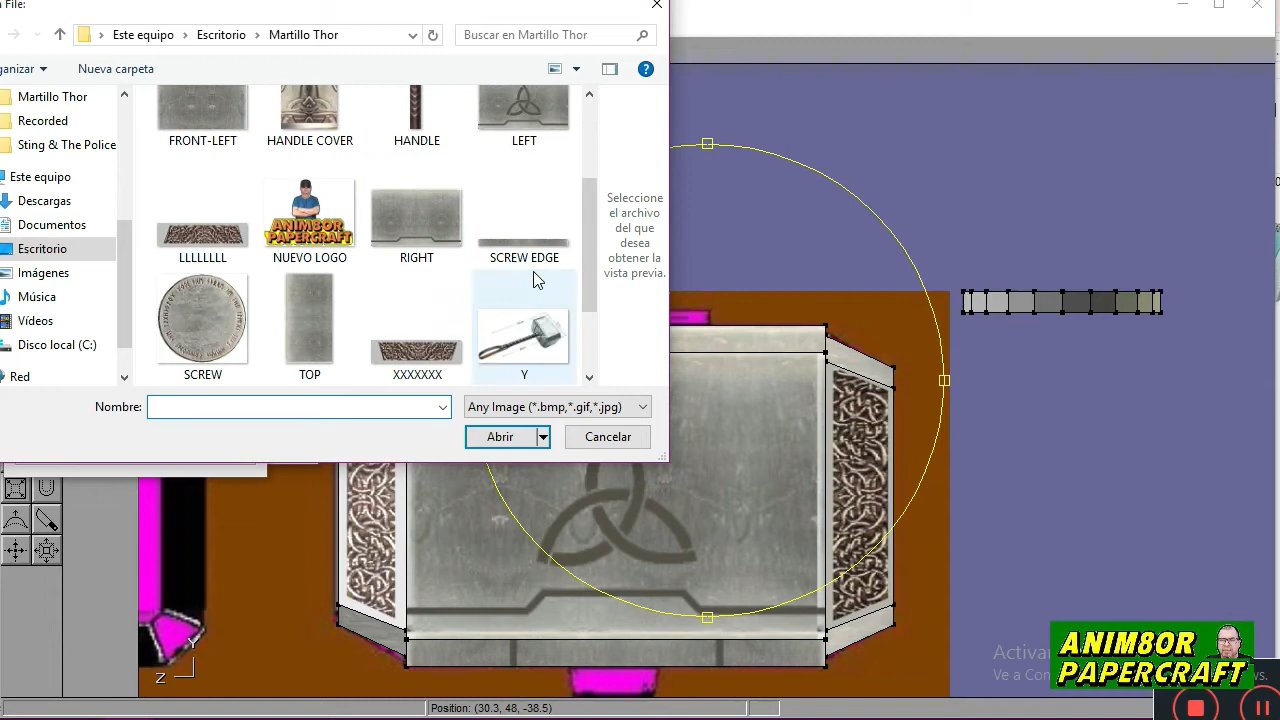 File:
Este equipo > Escritorio > Martillo Thor
Buscar en Martillo Thor
ganizar
Nueva carpeta
Martillo Thor
Recorded
Sting & The Police
Este equipo
Descargas
Documentos
Escritorio
Imágenes
Música
Vídeos
Disco local (C:)
Red
FRONT-LEFT
HANDLE COVER
HANDLE
LEFT
ANIM8OR
PAPERCRAFT
LLLLLLLL
NUEVO LOGO
RIGHT
SCREW EDGE
SCREW
TOP
XXXXXXX
Y
Seleccione
el archivo
del que
desea
obtener la
vista previa.
Nombre:
Any Image (*.bmp,*.gif,*.jpg)
Abrir
Cancelar
Y
Z
Position: (30.3, 48, -38.5)
Activa
Ve a Con
ws.
ANIM8OR
PAPERCRAFT